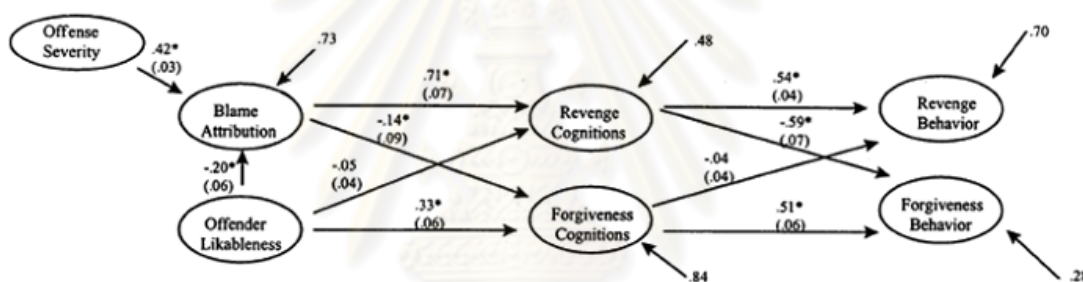 Offense
Severity
.42*
(.03)
.73
Blame
Attribution
-.20*
(.06)
Offender
Likableness
.71*
(.07)
-.14*
(.09)
-.05
(.04)
.33*
(.06)
.48
Revenge
Cognitions
Forgiveness
Cognitions
.84
.54*
(.04)
-.59*
(.07)
-.04
(.04)
.51*
(.06)
.70
Revenge
Behavior
Forgiveness
Behavior